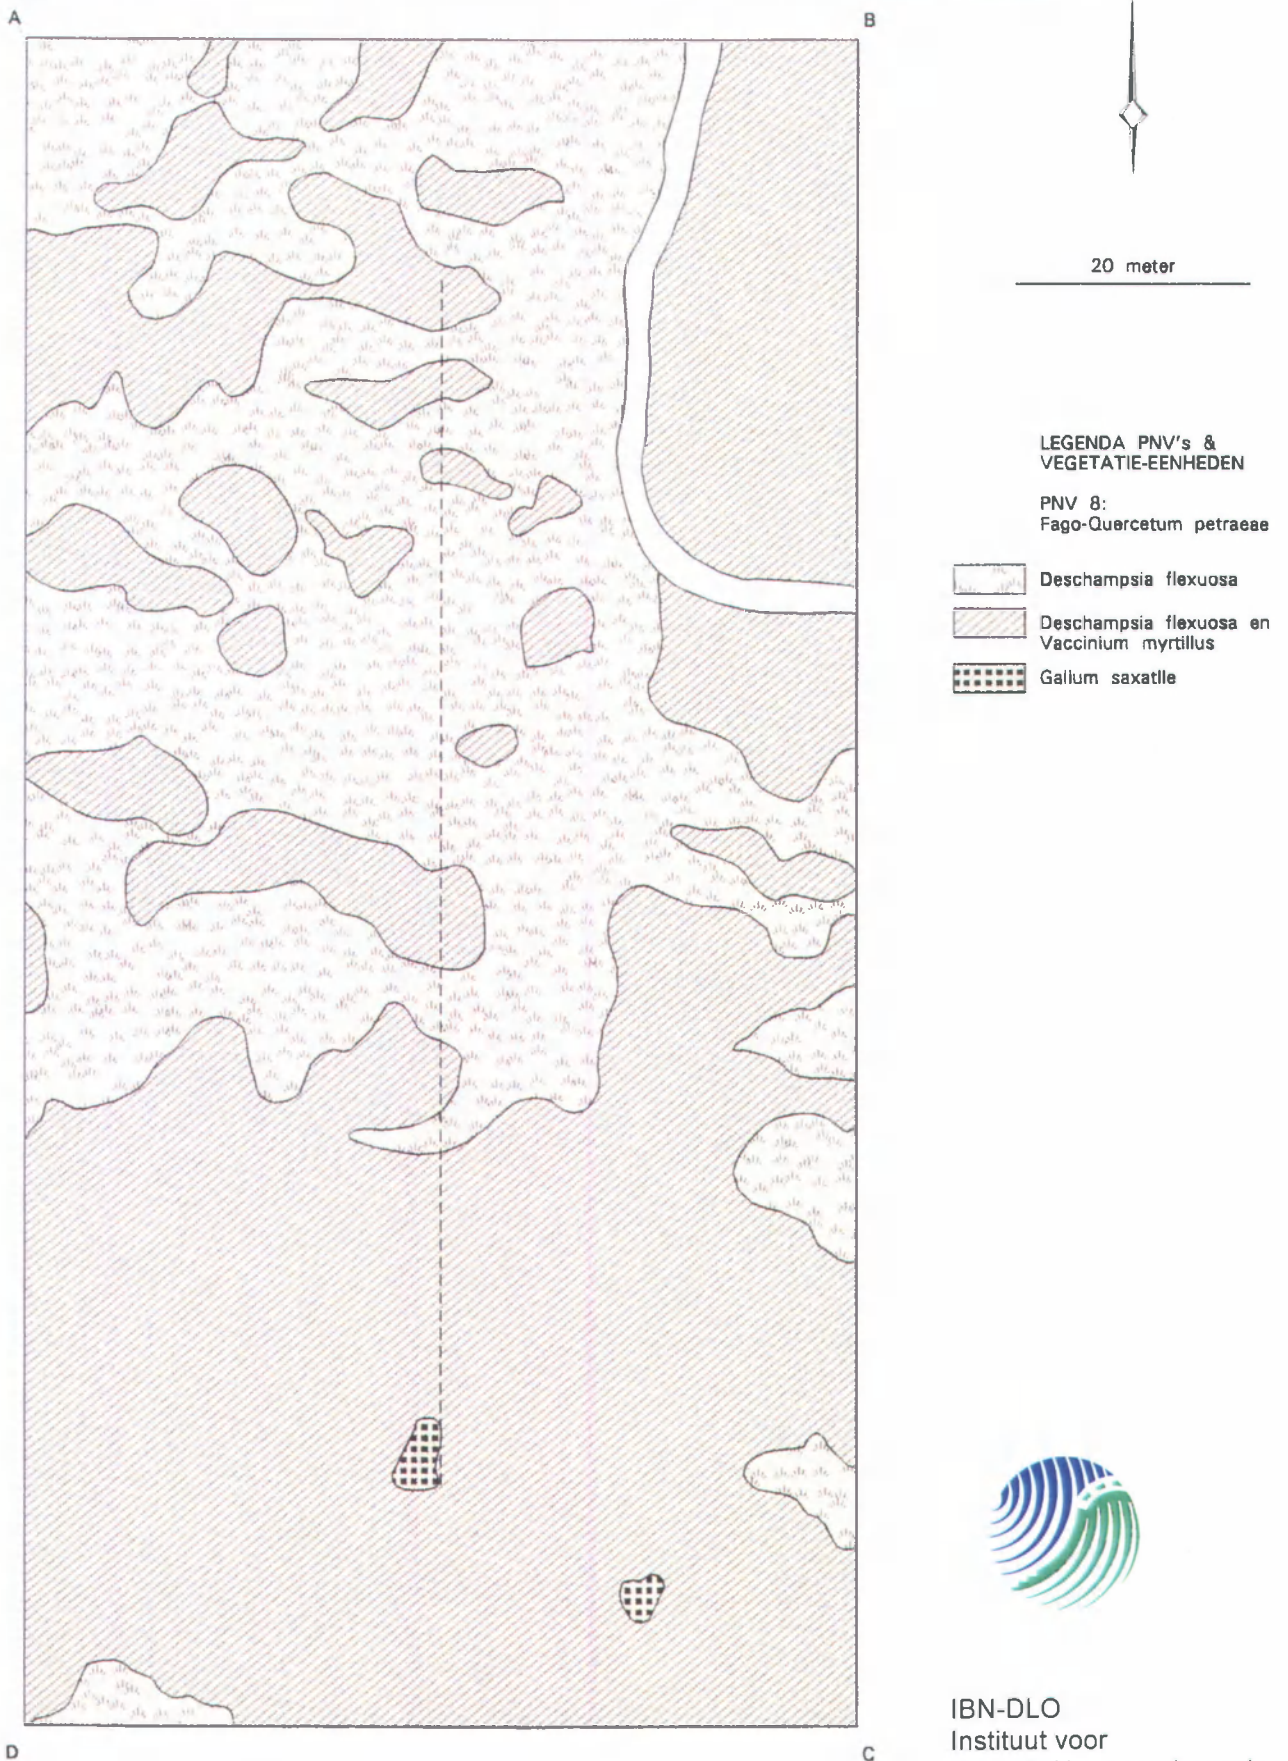 A
B
20 meter
LEGENDA PNV's &
VEGETATIE-EENHEDEN
PNV 8:
Fago-Quercetum petraeae
Deschampsia flexuosa
Deschampsia flexuosa en
Vaccinium myrtillus
Galium saxatile
IBN-DLO
Instituut voor
D
C